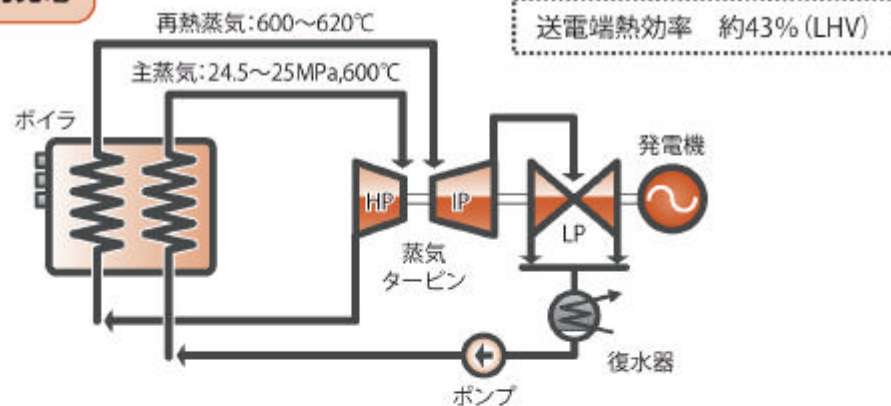 送電端熱効率 約43%(LHV)
再熱蒸気:600〜620℃
主蒸気:24.5〜25MPa,600℃
ボイラ
発電機
HP
IP
LP
蒸気
タービン
復水器
ポンプ